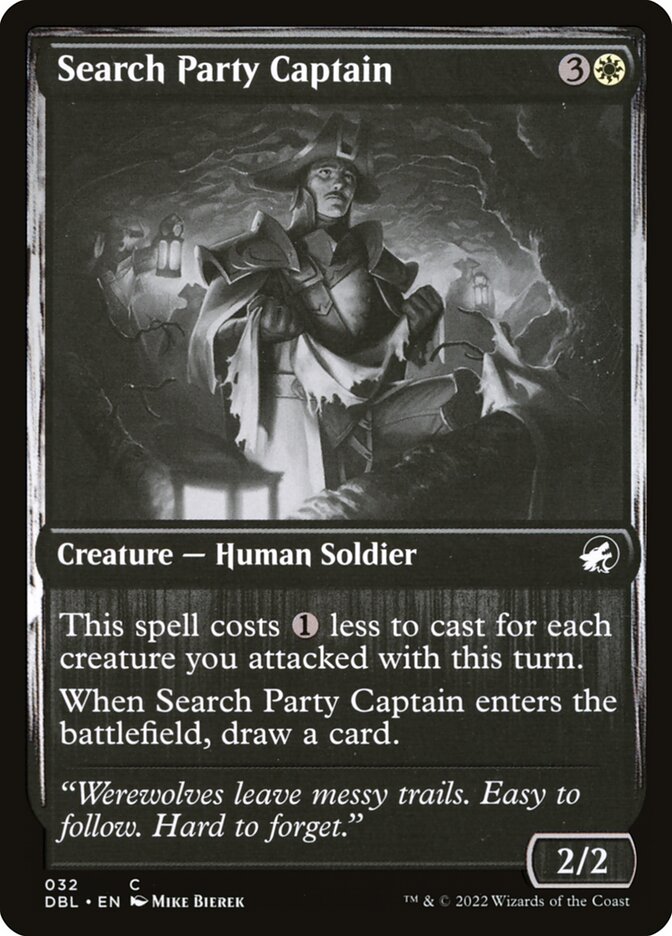 Search Party Captain 3
Creature — Human Soldier
This spell costs 1 less to cast for each
creature you attacked with this turn.
When Search Party Captain enters the
battlefield, draw a card.
“Werewolves leave messy trails. Easy to
follow. Hard to forget.”
2/2
032 C
DBL • EN Mike Bierek ™ & © 2022 Wizards of the Coast